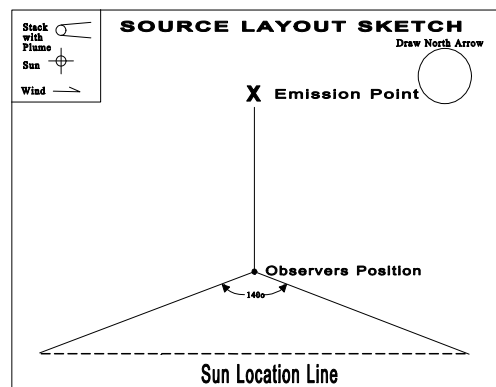 SOURCE LAYOUT SKETCH
Stack
with
Plume
Sun
Wind
Draw North Arrow
X Emission Point
Observers Position
140o
Sun Location Line